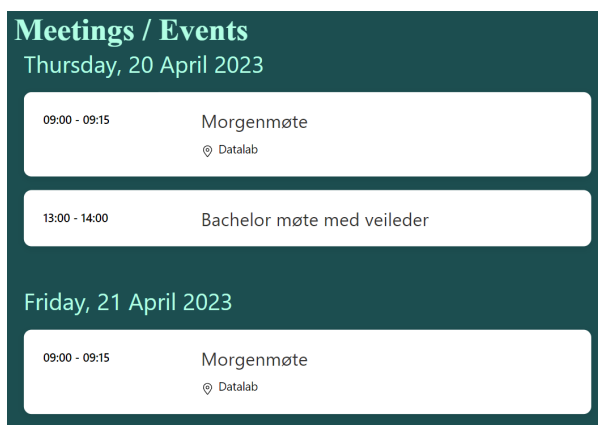 Meetings / Events
Thursday, 20 April 2023
09:00 - 09:15 Morgenmøte
Datalab
13:00 - 14:00 Bachelor møte med veileder
Friday, 21 April 2023
09:00 - 09:15 Morgenmøte
Datalab